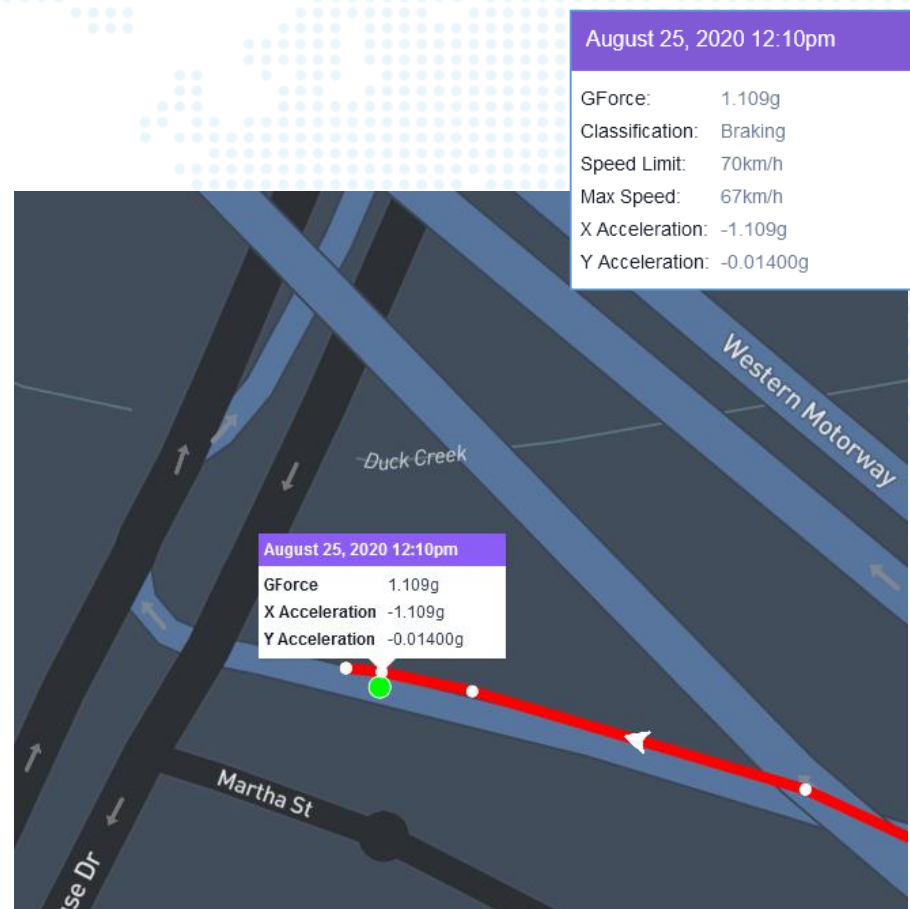 August 25, 2020 12:10pm
GForce: 1.109g
Classification: Braking
Speed Limit: 70km/h
Max Speed: 67km/h
X Acceleration: -1.109g
Y Acceleration: -0.01400g
Western Motorway
Duck Creek
August 25, 2020 12:10pm
GForce 1.109g
X Acceleration -1.109g
Y Acceleration -0.01400g
Martha St
se Dr